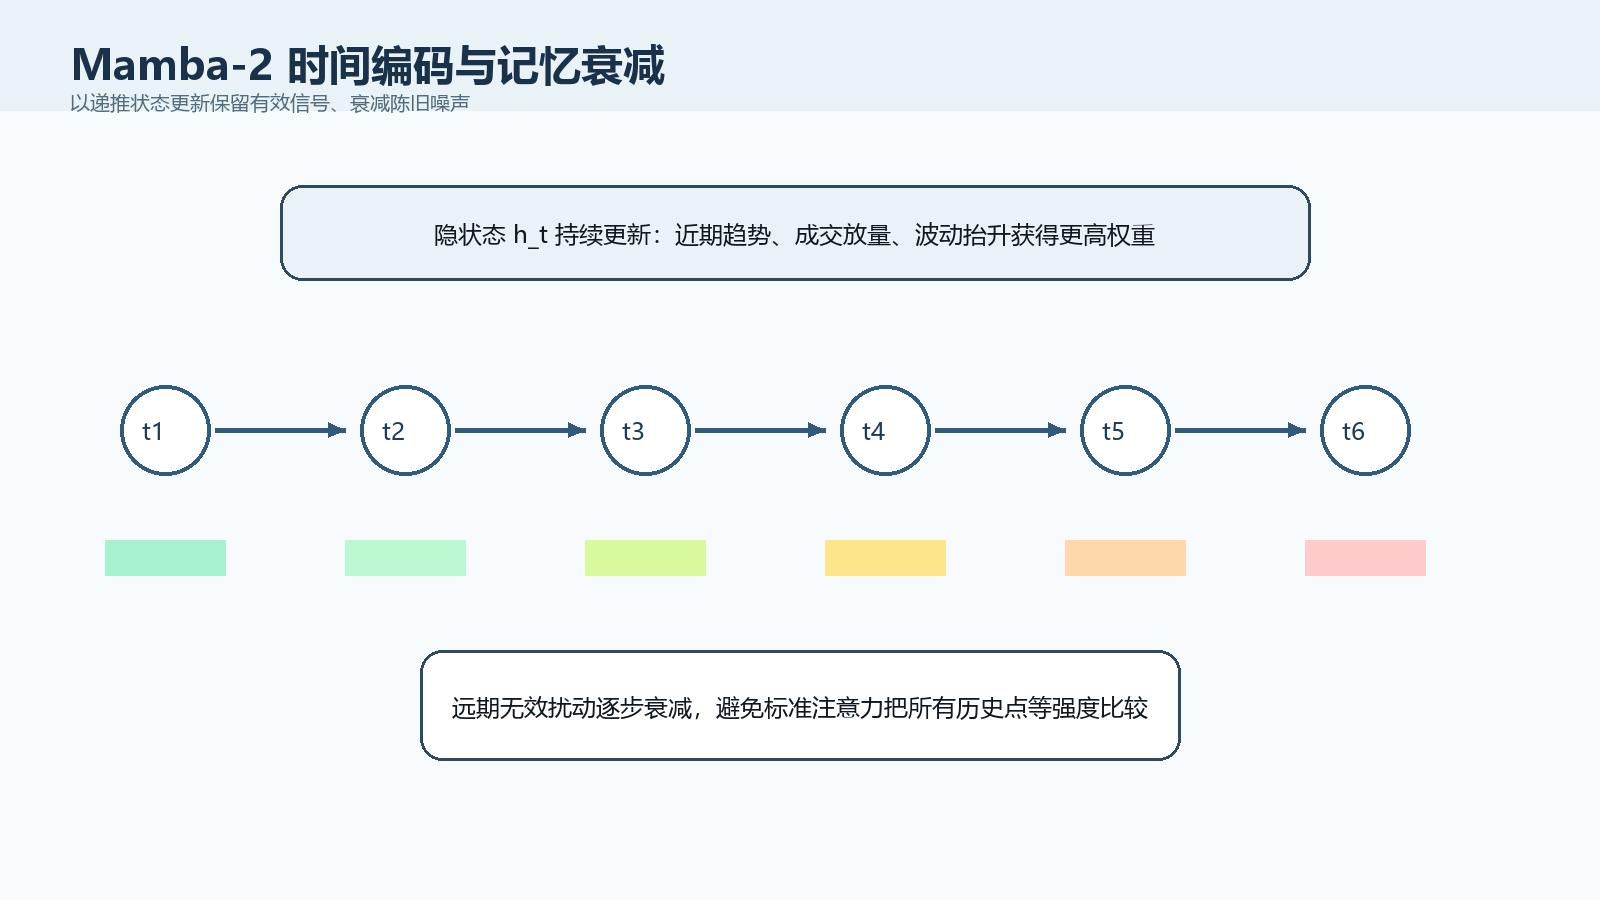 Mamba-2 时间编码与记忆衰减
以递推状态更新保留有效信号、衰减陈旧噪声
隐状态 h_t 持续更新：近期趋势、成交放量、波动抬升获得更高权重
t1
t2
t3
t4
t5
t6
远期无效扰动逐步衰减，避免标准注意力把所有历史点等强度比较